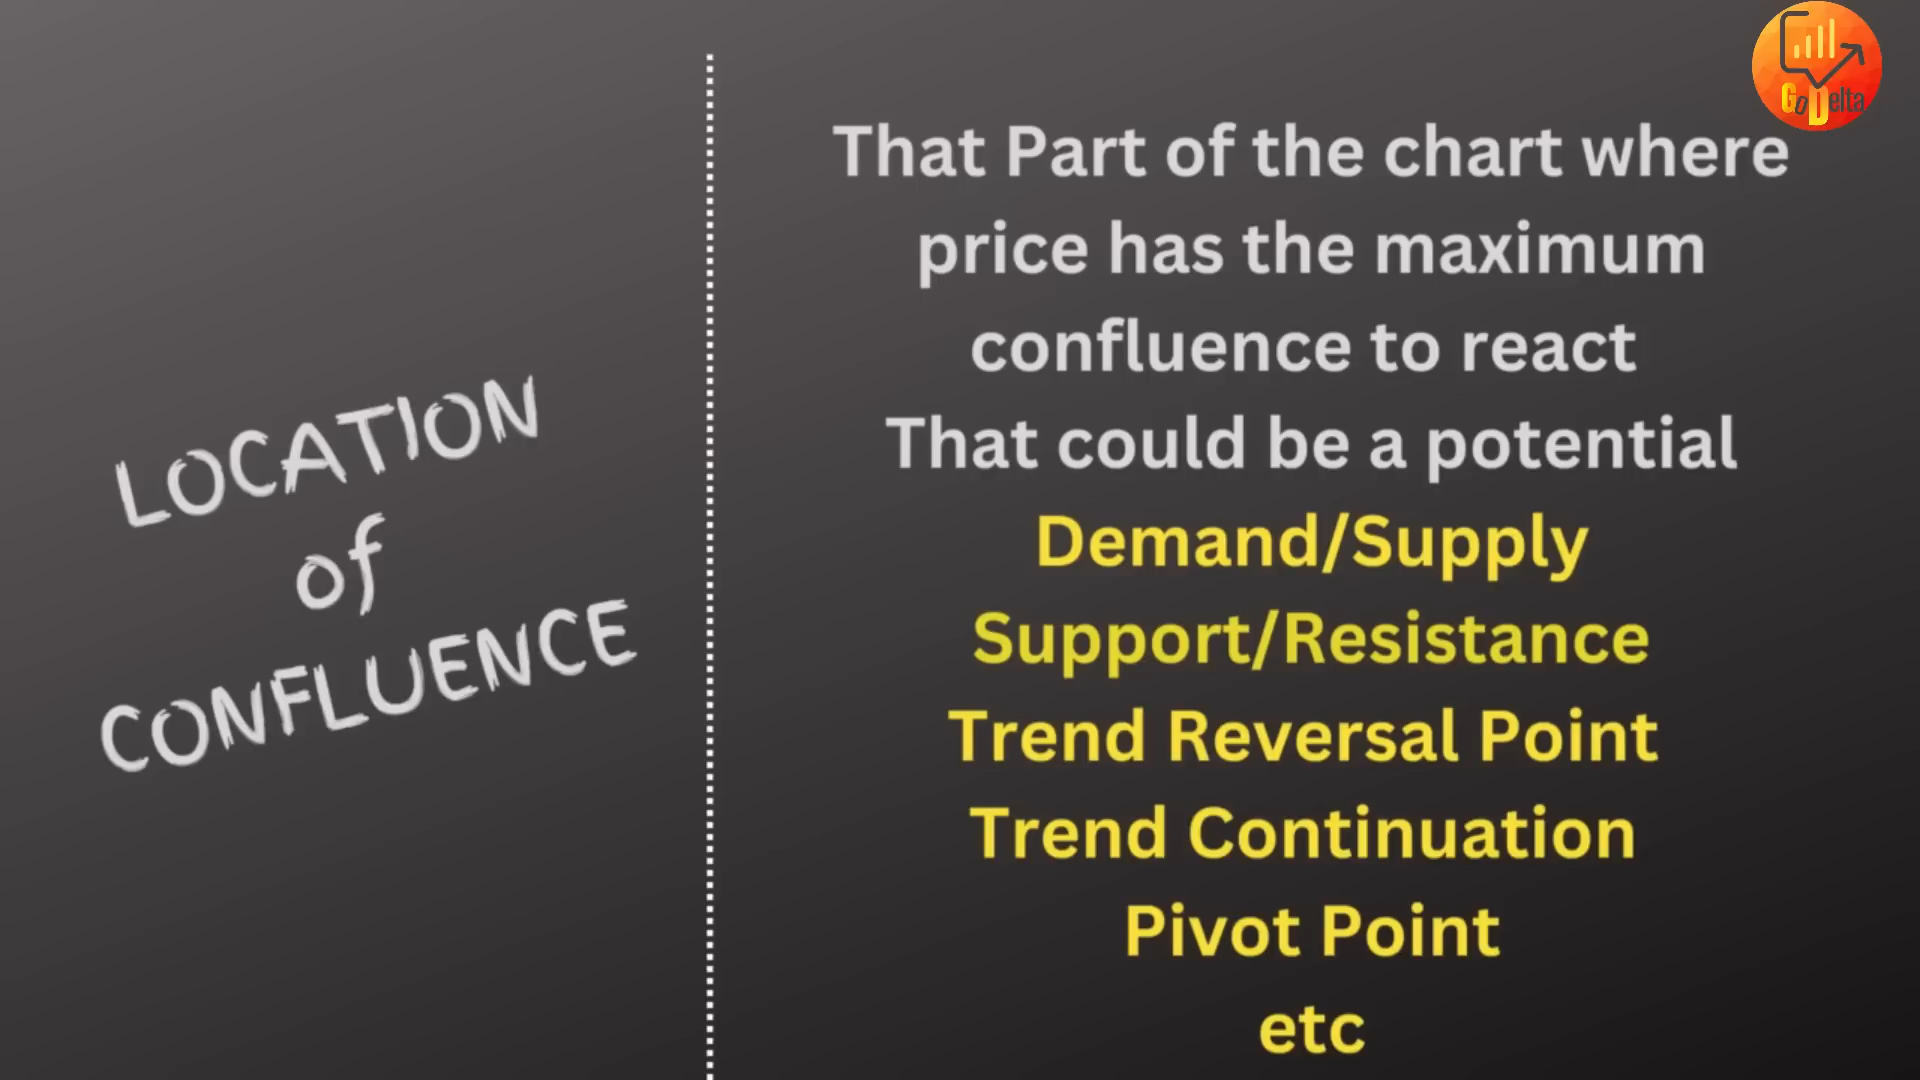 LOCATION
of
CONFLUENCE
GoDelta
That Part of the chart where
price has the maximum
confluence to react
That could be a potential
Demand/Supply
Support/Resistance
Trend Reversal Point
Trend Continuation
Pivot Point
etc